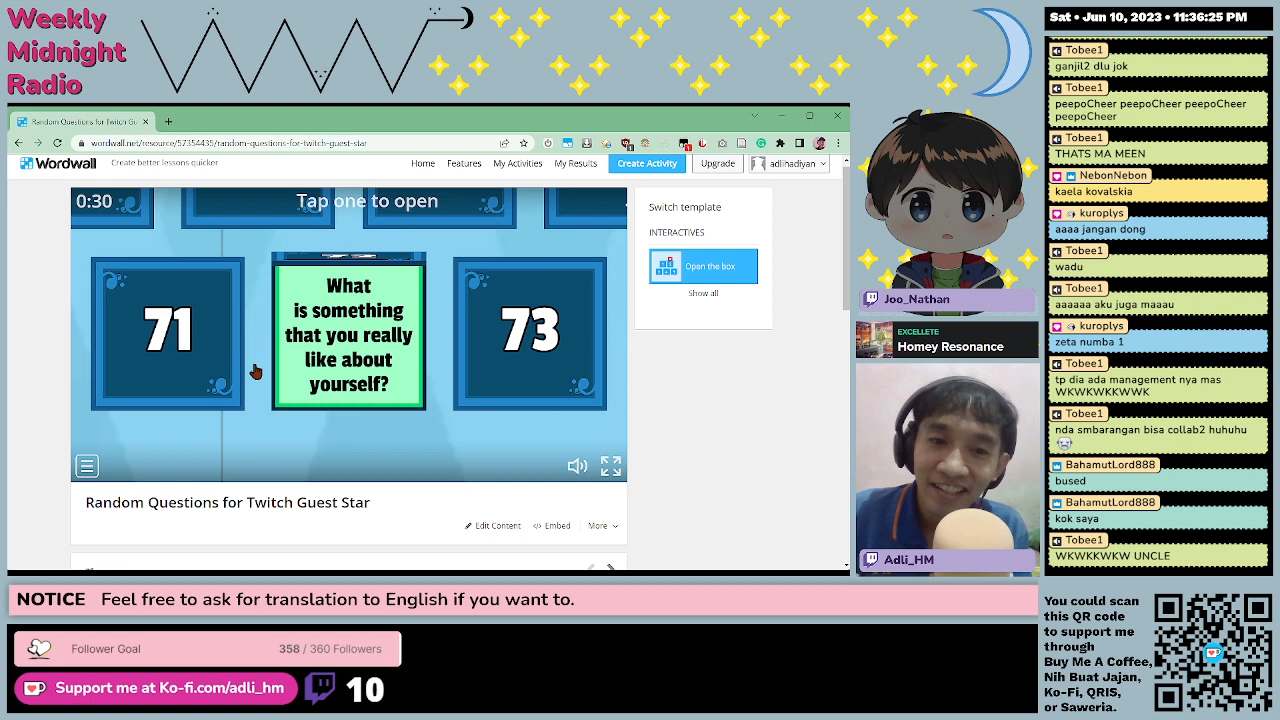 Weekly
Midnight
Radio
Random Questions for Twitch Gu
wordwall.net/resource/57354435/random-questions-for-twitch-guest-star
Wordwall
Create better lessons quicker
Home
Features
My Activities
My Results
Create Activity
Upgrade
adlihadiyan
0:30
Tap one to open
71
What
is something
that you really
like about
yourself?
73
Switch template
INTERACTIVES
Open the box
Show all
Random Questions for Twitch Guest Star
Edit Content
Embed
More
Joo_Nathan
EXCELLETE
Homey Resonance
Adli_HM
Sat • Jun 10, 2023 • 11:36:25 PM
Tobee1
ganjil2 dlu jok
Tobee1
peepoCheer peepoCheer peepoCheer
peepoCheer
Tobee1
THATS MA MEEN
NebonNebon
kaela kovalskia
kuroplys
aaaa jangan dong
Tobee1
wadu
Tobee1
aaaaaa aku juga maaau
kuroplys
zeta numba 1
Tobee1
tp dia ada management nya mas
WKWKWKKWWK
Tobee1
nda smbarangan bisa collab2 huhuhu
BahamutLord888
bused
BahamutLord888
kok saya
Tobee1
WKWKKWKW UNCLE
NOTICE Feel free to ask for translation to English if you want to.
Follower Goal
358 / 360 Followers
Support me at Ko-fi.com/adli_hm
10
You could scan
this QR code
to support me
through
Buy Me A Coffee,
Nih Buat Jajan,
Ko-Fi, QRIS,
or Saweria.